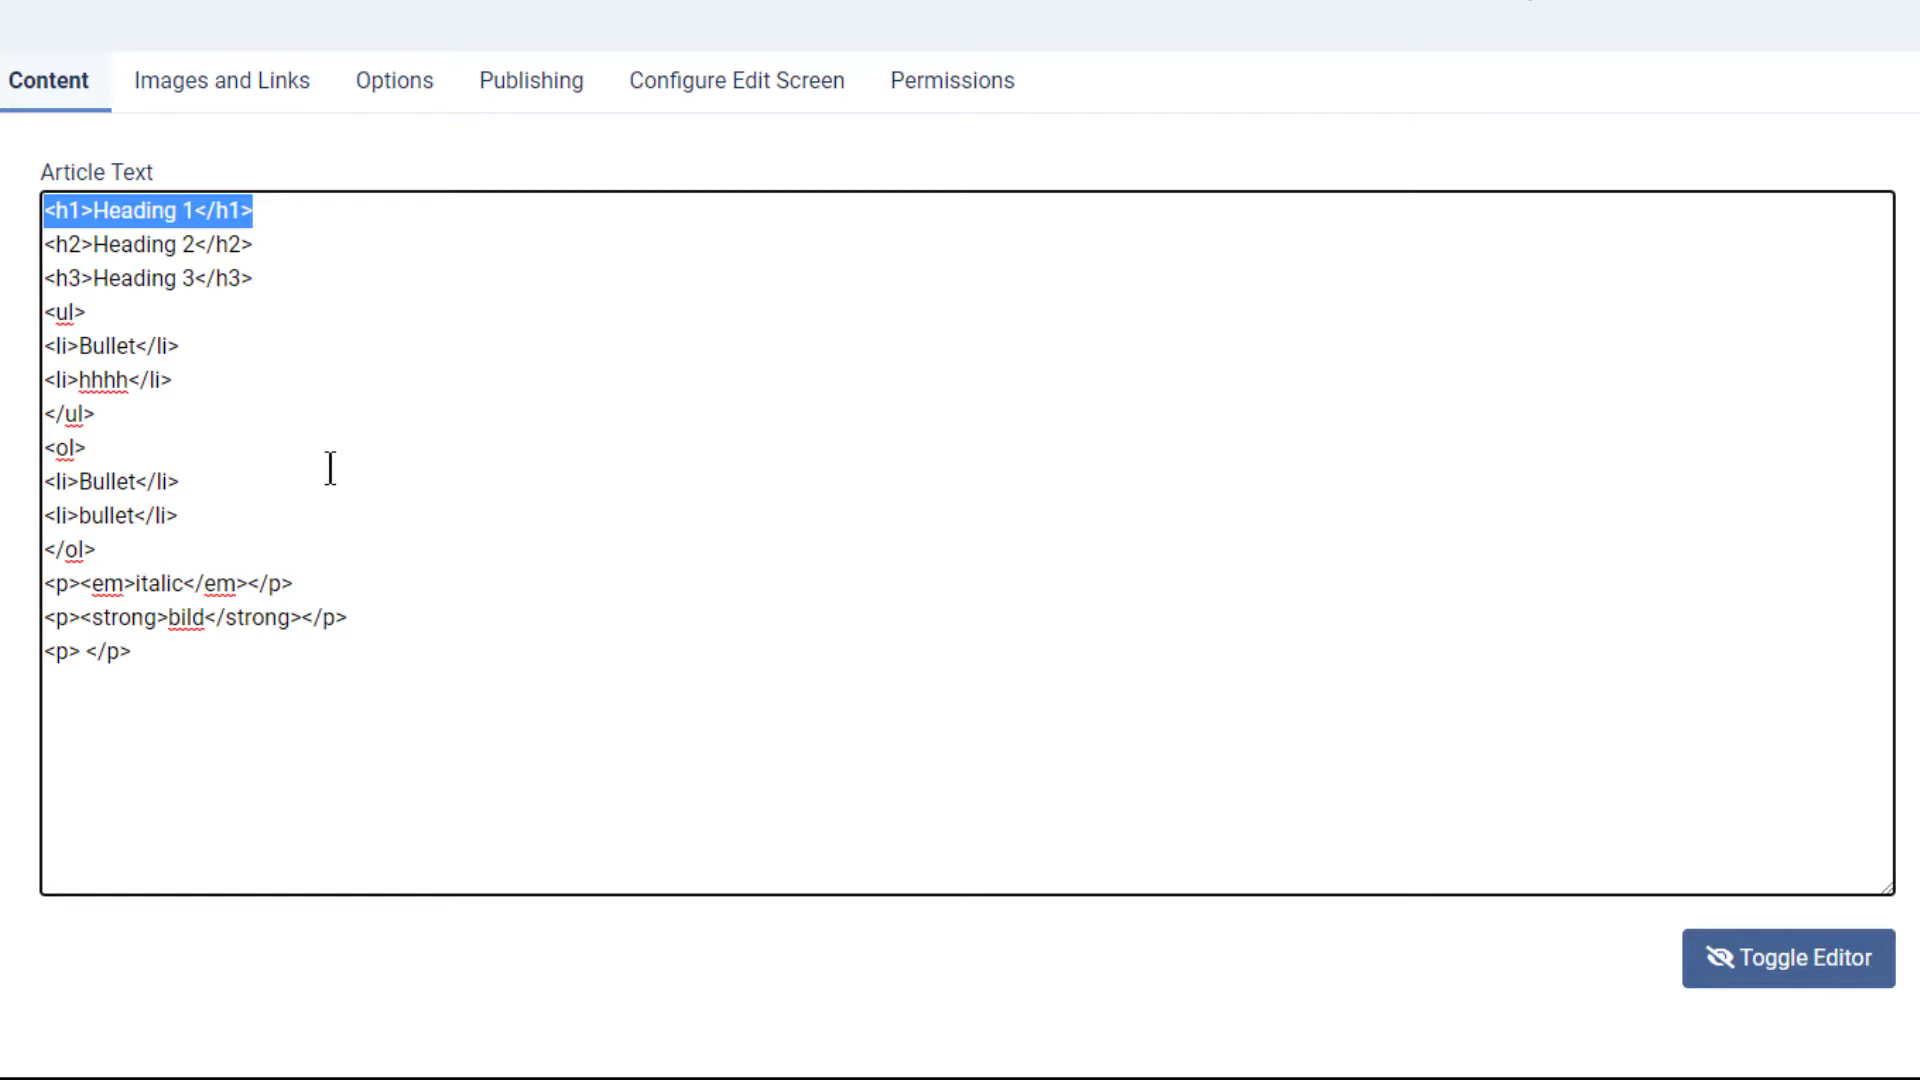 Content Images and Links Options Publishing Configure Edit Screen Permissions
Article Text
<h1>Heading 1</h1>
<h2>Heading 2</h2>
<h3>Heading 3</h3>
<ul>
<li>Bullet</li>
<li>hhhh</li>
</ul>
<ol>
<li>Bullet</li>
<li>bullet</li>
</ol>
<p><em>italic</em></p>
<p><strong>bild</strong></p>
<p> </p>
Toggle Editor